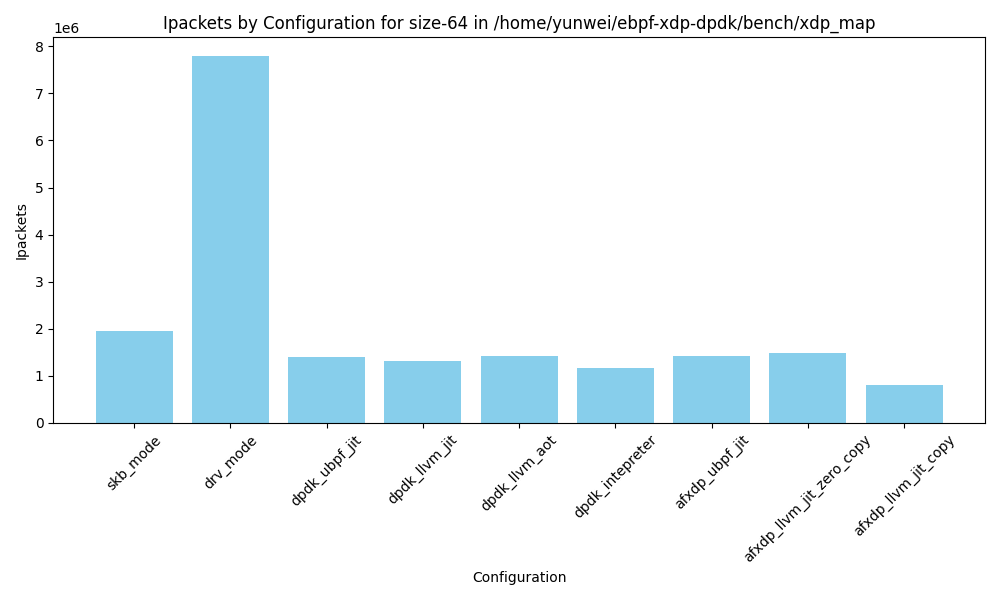 Ipackets by Configuration for size-64 in /home/yunwei/ebpf-xdp-dpdk/bench/xdp_map
1e6
8
7
6
5
4
3
2
1
0
Ipackets
skb_mode
drv_mode
dpdk_ubpf_jit
dpdk_llvm_jit
dpdk_llvm_aot
dpdk_intepreter
afxdp_ubpf_jit
afxdp_llvm_jit_zero_copy
afxdp_llvm_jit_copy
Configuration